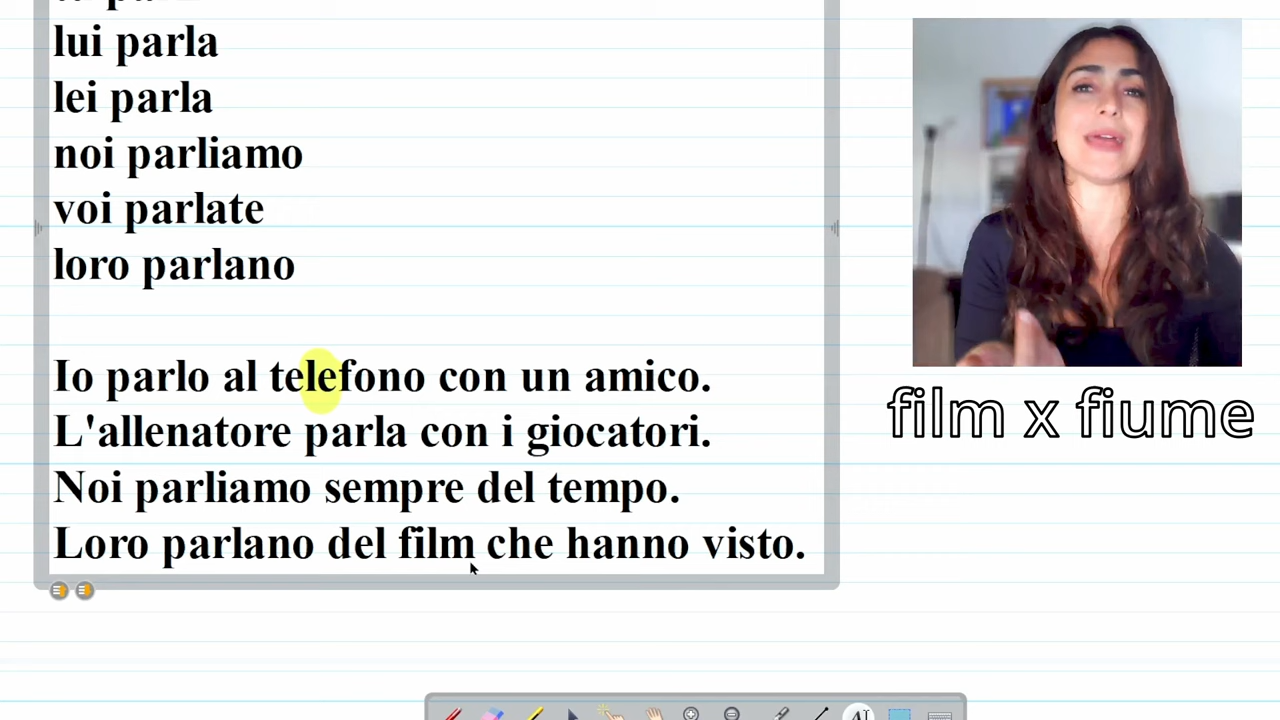 lui parla
lei parla
noi parliamo
voi parlate
loro parlano
Io parlo al telefono con un amico.
L'allenatore parla con i giocatori.
Noi parliamo sempre del tempo.
Loro parlano del film che hanno visto.
film x fiume